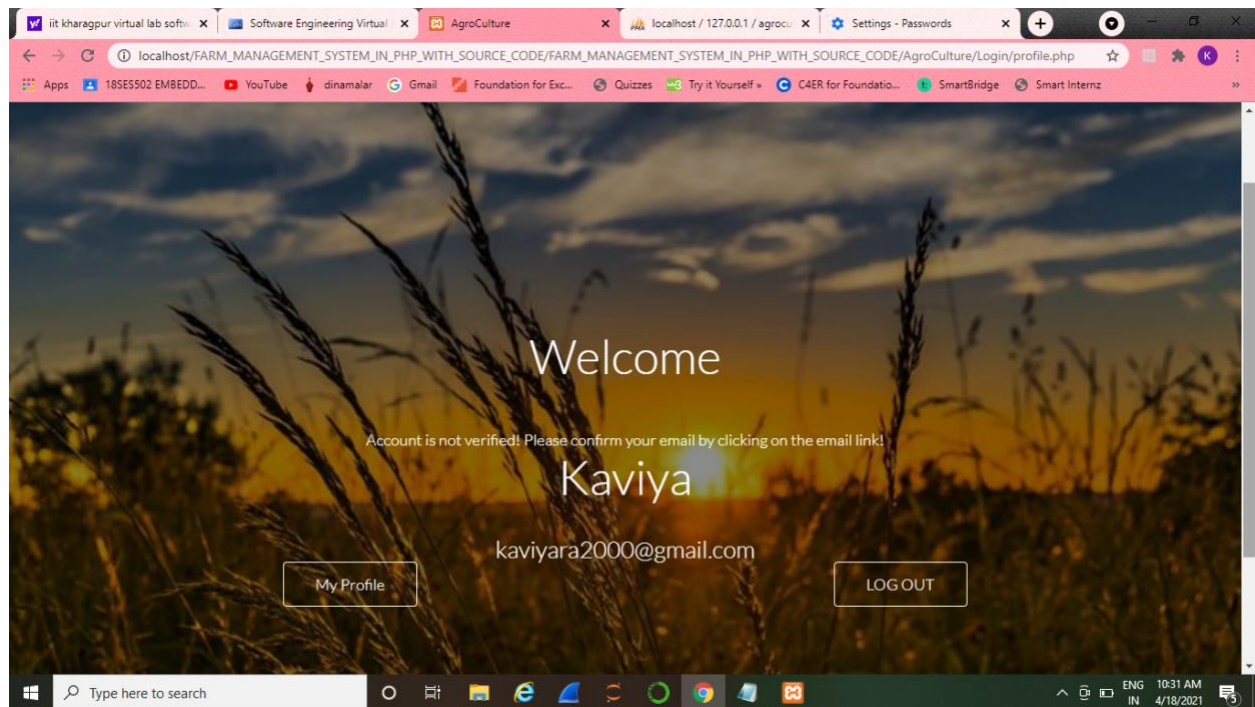 iit kharagpur virtual lab softw
Software Engineering Virtual
AgroCulture
localhost / 127.0.0.1 / agrocu
Settings - Passwords
localhost/FARM_MANAGEMENT_SYSTEM_IN_PHP_WITH_SOURCE_CODE/FARM_MANAGEMENT_SYSTEM_IN_PHP_WITH_SOURCE_CODE/AgroCulture/Login/profile.php
K
Apps 18SES502 EMBEDD... YouTube dinamalar Gmail Foundation for Exc... Quizzes Try it Yourself » C4ER for Foundatio... SmartBridge Smart Internz »
Welcome
Account is not verified! Please confirm your email by clicking on the email link!
Kaviya
kaviyara2000@gmail.com
My Profile
LOG OUT
Type here to search
ENG 10:31 AM
IN 4/18/2021
5